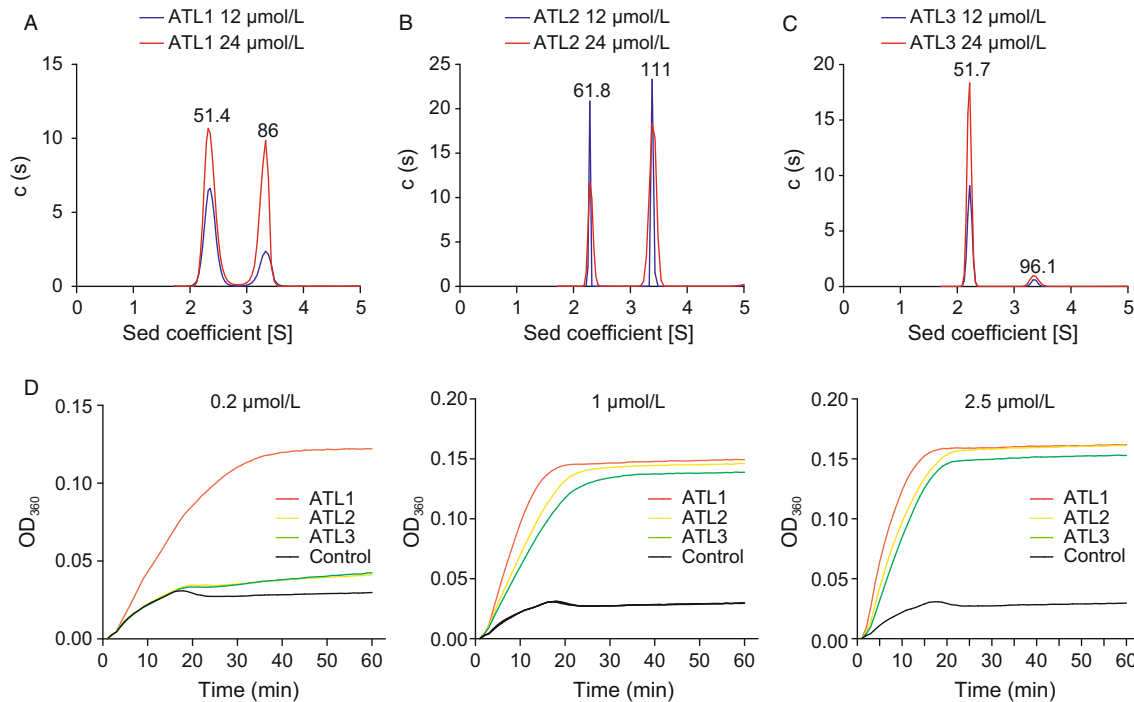 A
ATL1 12 µmol/L
ATL1 24 µmol/L
15
10
5
0
c (s)
51.4
86
0 1 2 3 4 5
Sed coefficient [S]
B
ATL2 12 µmol/L
ATL2 24 µmol/L
25
20
15
10
5
0
c (s)
61.8
111
0 1 2 3 4 5
Sed coefficient [S]
C
ATL3 12 µmol/L
ATL3 24 µmol/L
20
15
10
5
0
c (s)
51.7
96.1
0 1 2 3 4 5
Sed coefficient [S]
D
0.2 µmol/L
0.15
0.10
0.05
0.00
OD360
ATL1
ATL2
ATL3
Control
0 10 20 30 40 50 60
Time (min)
1 µmol/L
0.20
0.15
0.10
0.05
0.00
OD360
ATL1
ATL2
ATL3
Control
0 10 20 30 40 50 60
Time (min)
2.5 µmol/L
0.20
0.15
0.10
0.05
0.00
OD360
ATL1
ATL2
ATL3
Control
0 10 20 30 40 50 60
Time (min)